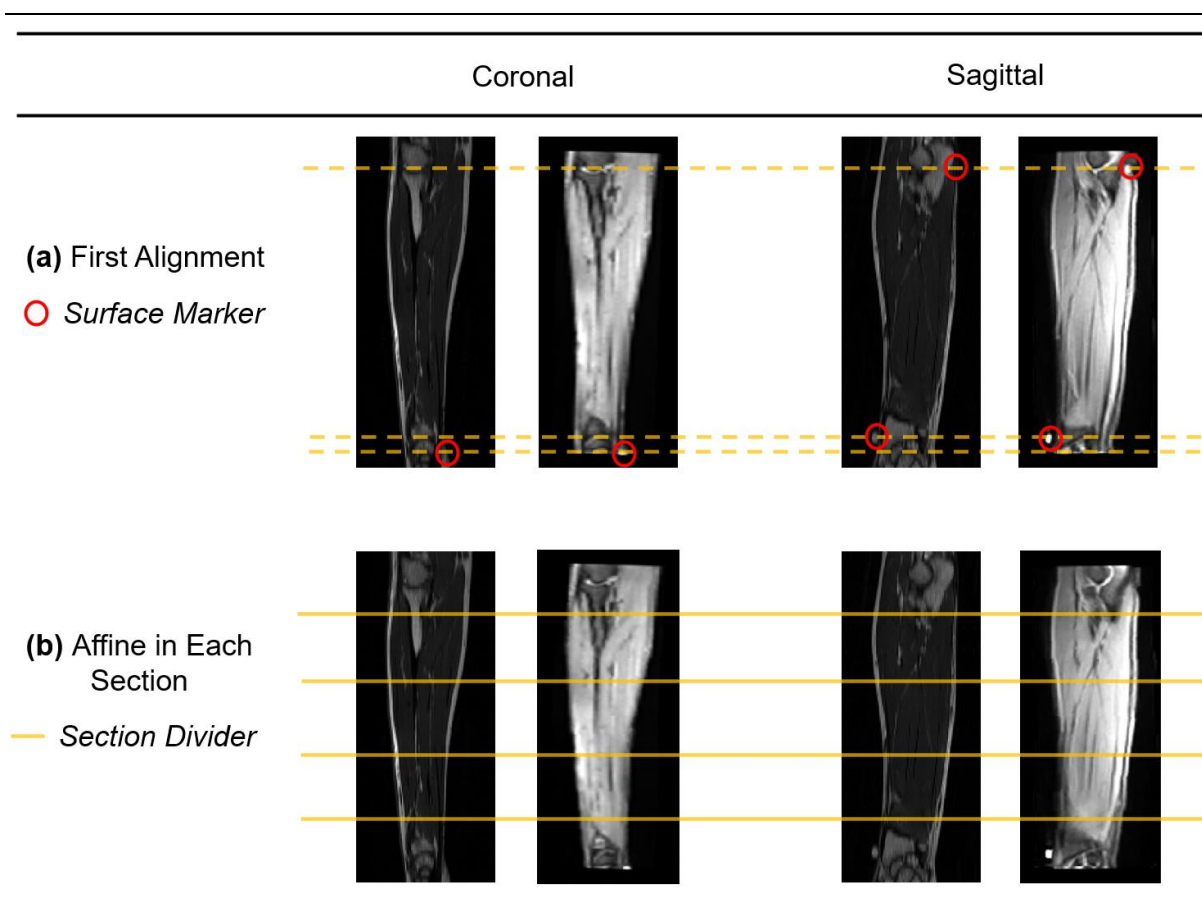 Coronal Sagittal
(a) First Alignment
Surface Marker
(b) Affine in Each
Section
Section Divider